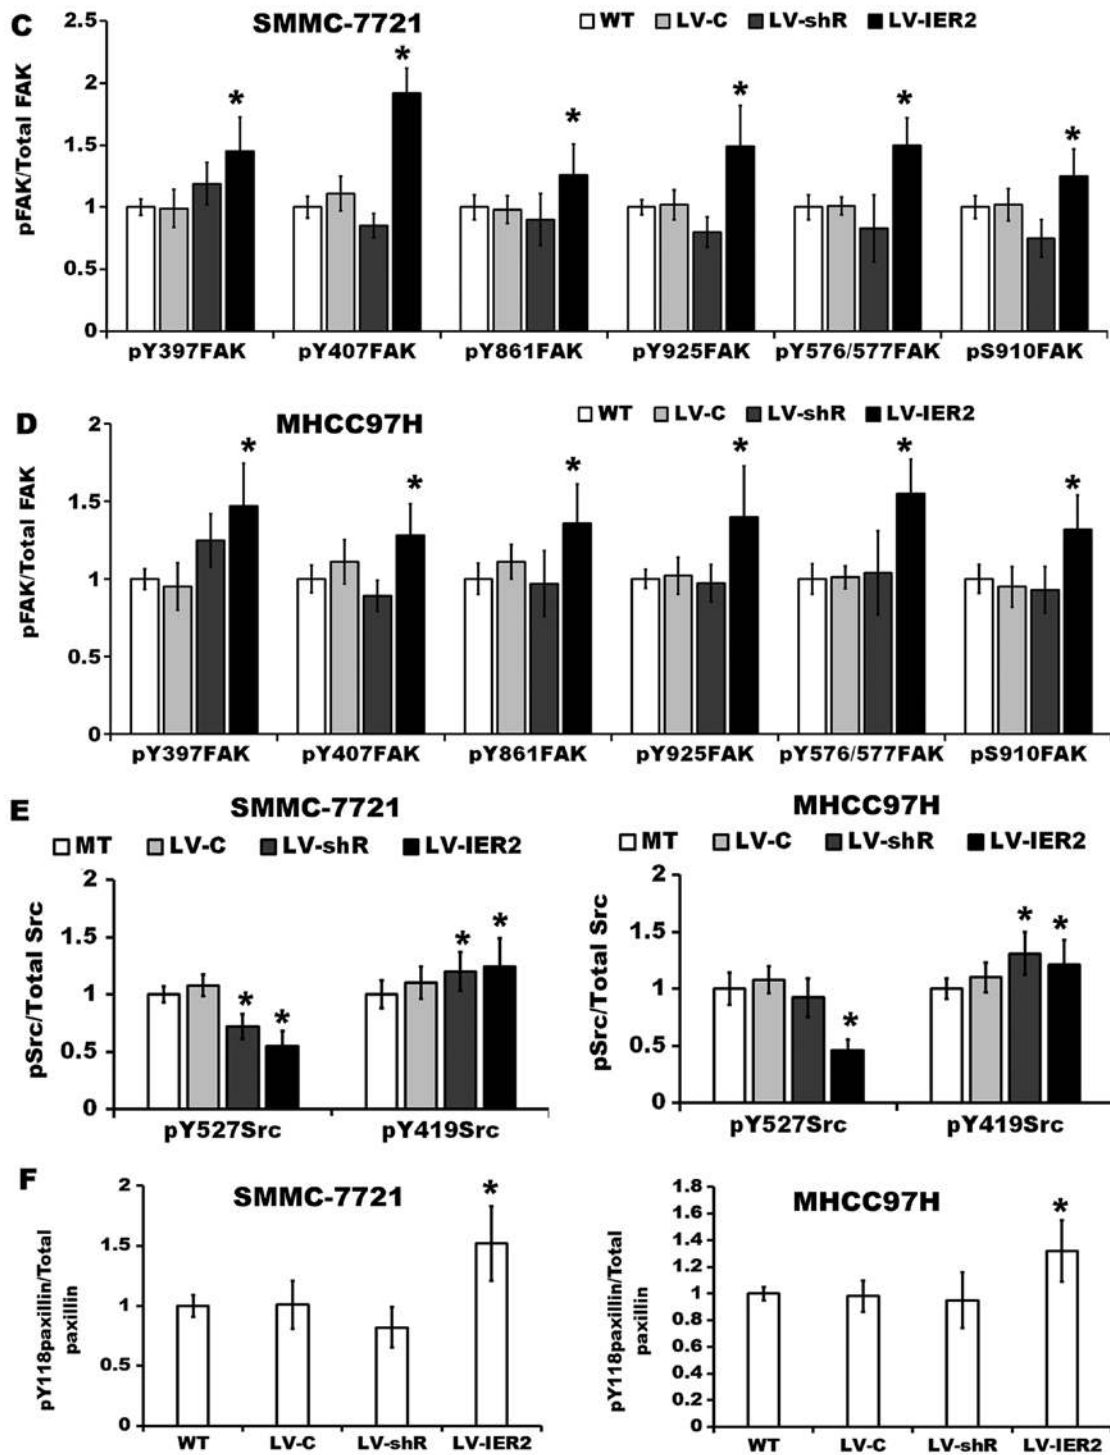 C
SMMC-7721
WT LV-C LV-shR LV-IER2
pFAK/Total FAK
2.5
2
1.5
1
0.5
0
* * * * * *
pY397FAK pY407FAK pY861FAK pY925FAK pY576/577FAK pS910FAK
D
MHCC97H
WT LV-C LV-shR LV-IER2
pFAK/Total FAK
2
1.5
1
0.5
0
* * * * * *
pY397FAK pY407FAK pY861FAK pY925FAK pY576/577FAK pS910FAK
E
SMMC-7721
MT LV-C LV-shR LV-IER2
pSrc/Total Src
2
1.5
1
0.5
0
* * * *
pY527Src pY419Src
MHCC97H
MT LV-C LV-shR LV-IER2
pSrc/Total Src
2
1.5
1
0.5
0
* * *
pY527Src pY419Src
F
SMMC-7721
pY118paxillin/Total
paxillin
2
1.5
1
0.5
0
*
WT LV-C LV-shR LV-IER2
MHCC97H
pY118paxillin/Total
paxillin
1.8
1.6
1.4
1.2
1
0.8
0.6
0.4
0.2
0
*
WT LV-C LV-shR LV-IER2